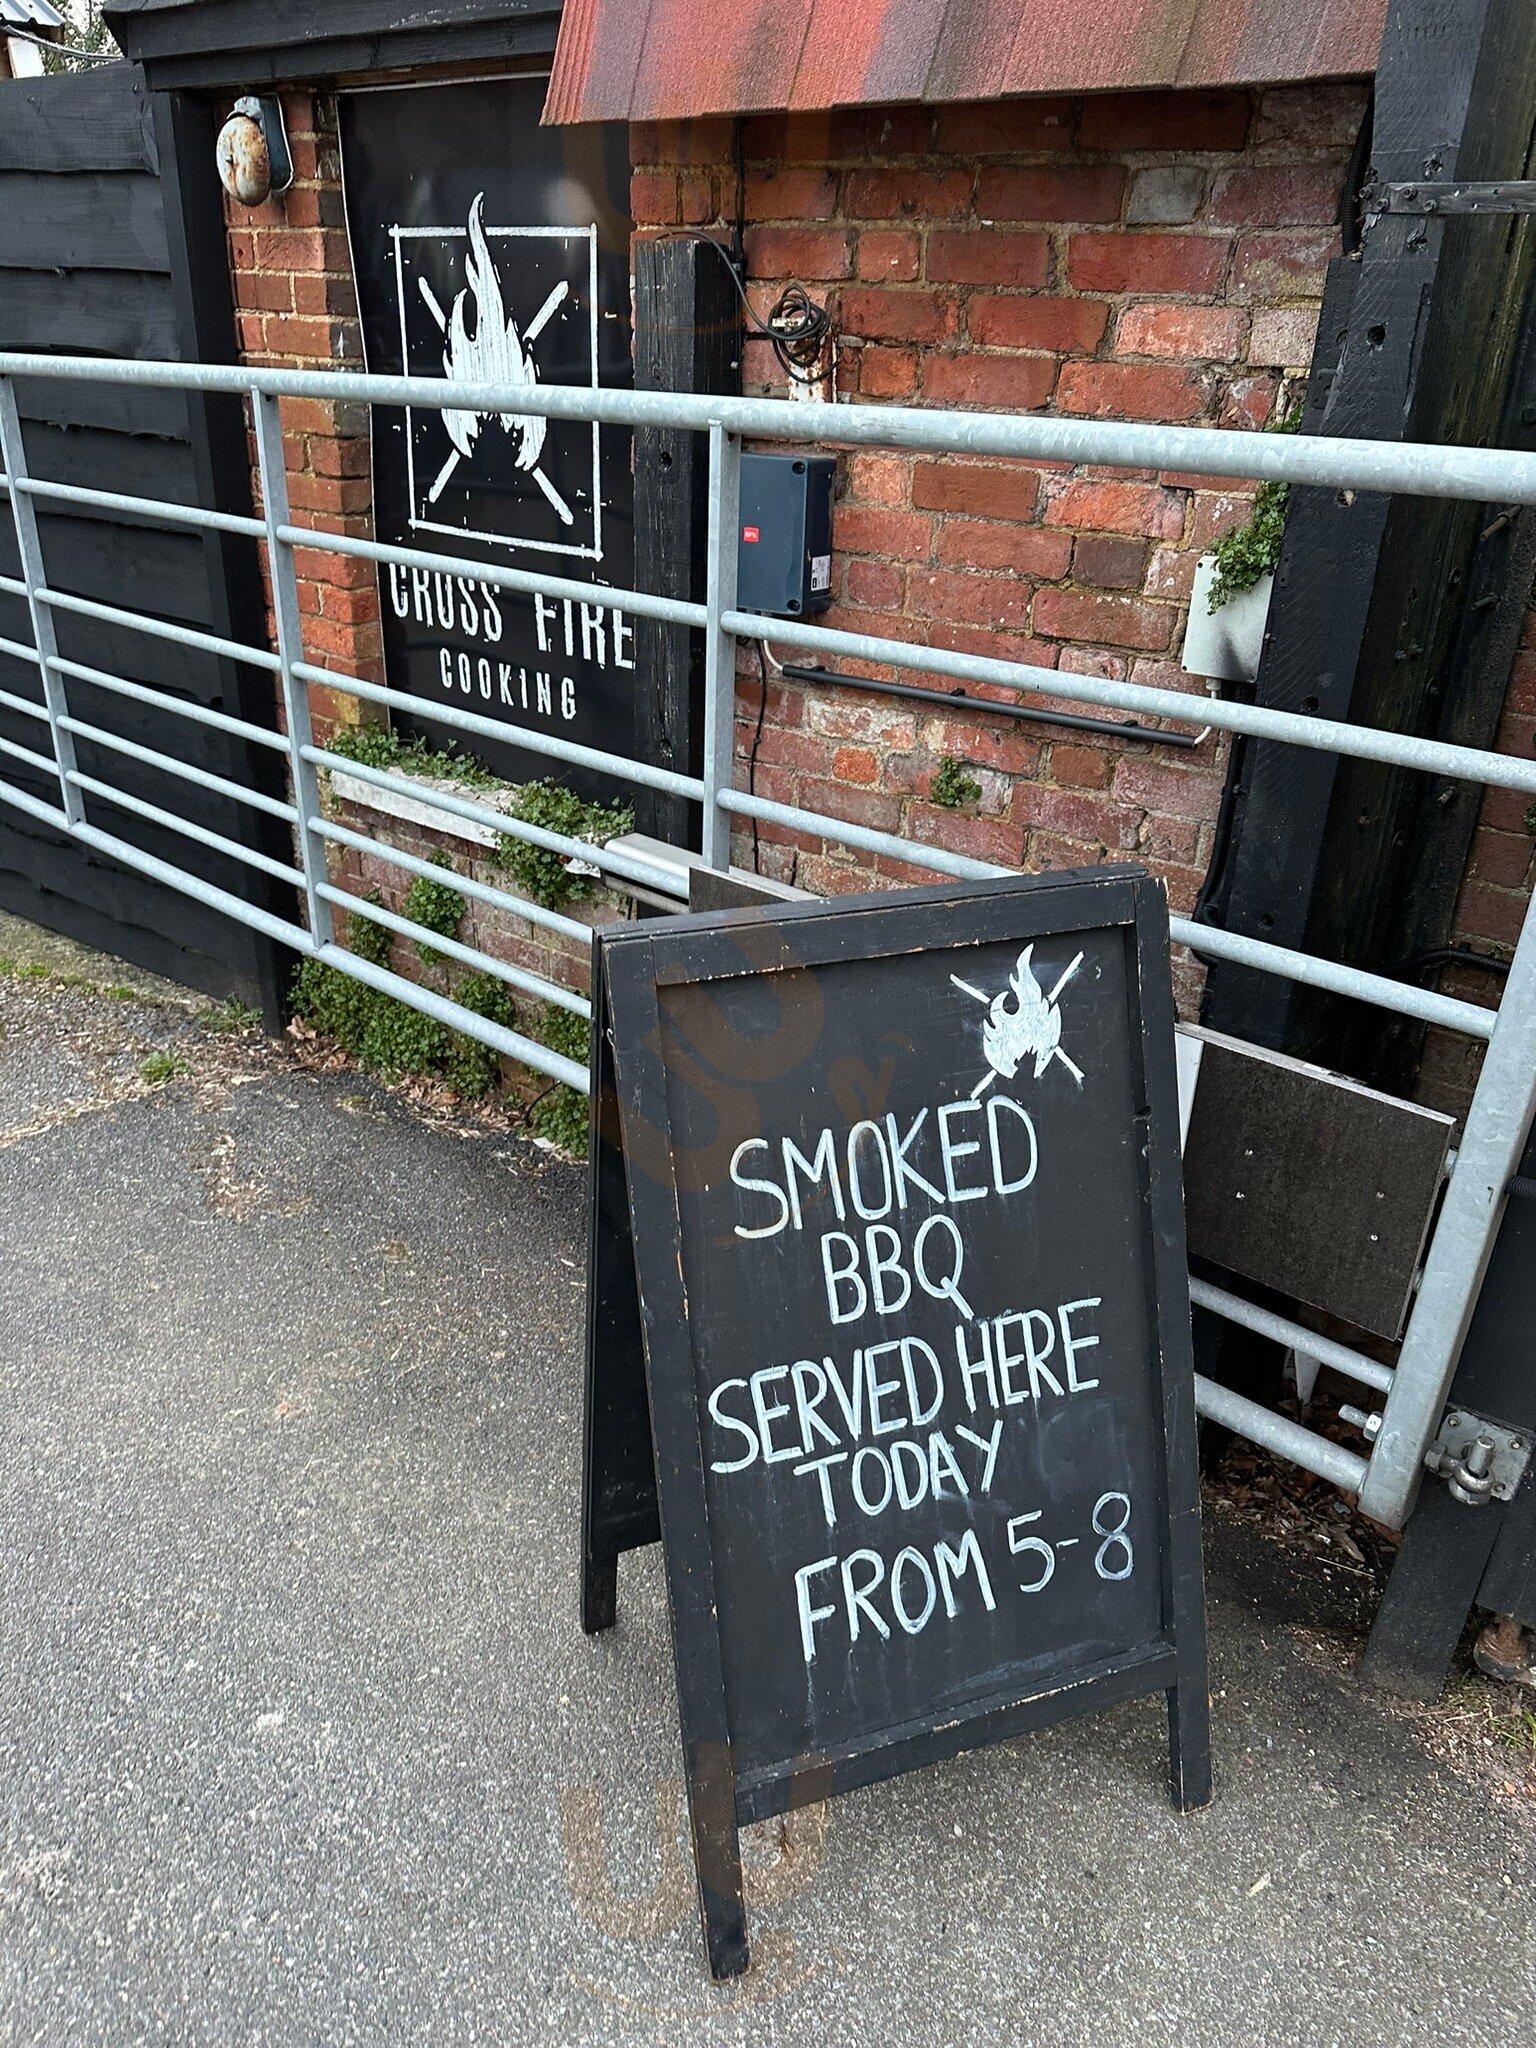 CROSS FIRE
COOKING
SMOKED
BBQ
SERVED HERE
TODAY
FROM 5-8